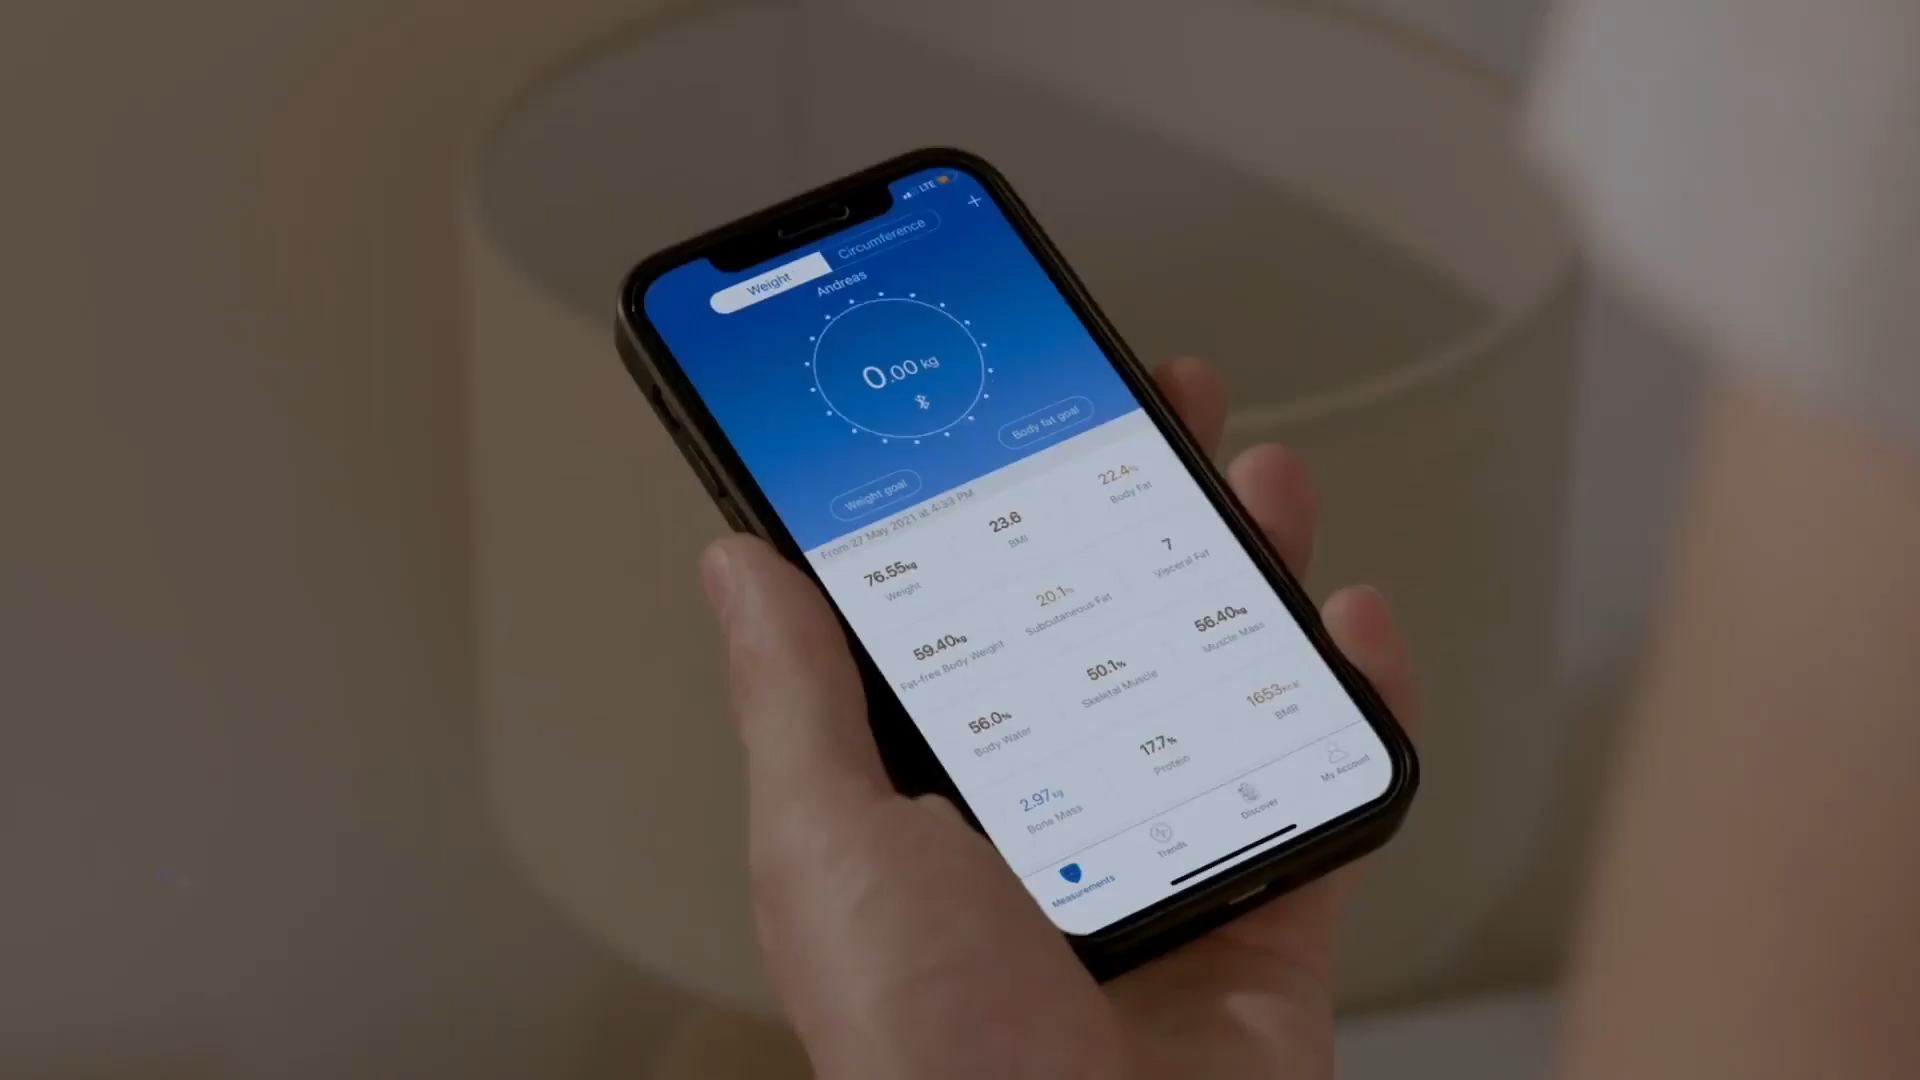 LTE
+
Weight Circumference
Andreas
0.00 kg
Weight goal Body fat goal
From 27 May 2021 at 4:33 PM
76.55kg 23.6 22.4%
Weight BMI Body Fat
59.40kg 20.1% 7
Fat-free Body Weight Subcutaneous Fat Visceral Fat
56.0% 50.1% 56.40kg
Body Water Skeletal Muscle Muscle Mass
2.97kg 17.7% 1653Kcal
Bone Mass Protein BMR
Measurements Trends Discover My Account